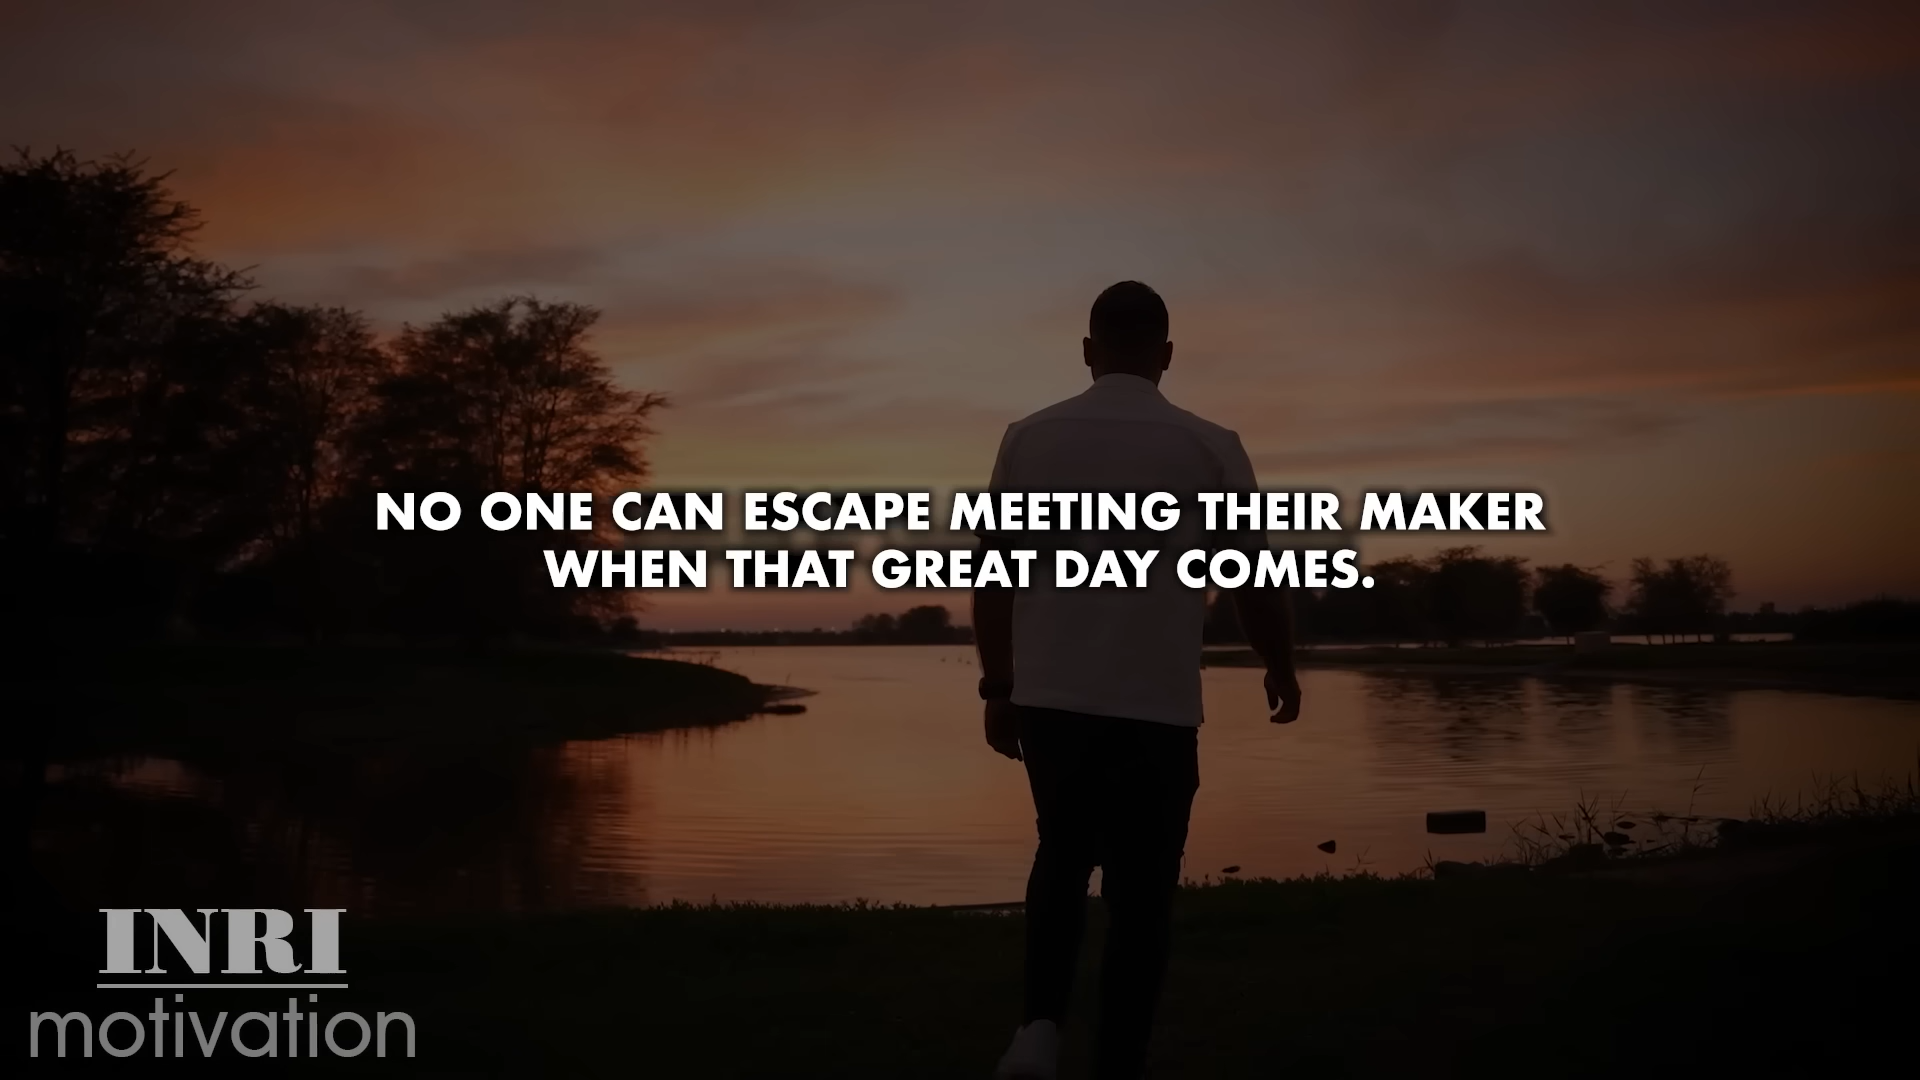 NO ONE CAN ESCAPE MEETING THEIR MAKER
WHEN THAT GREAT DAY COMES.
INRI
motivation